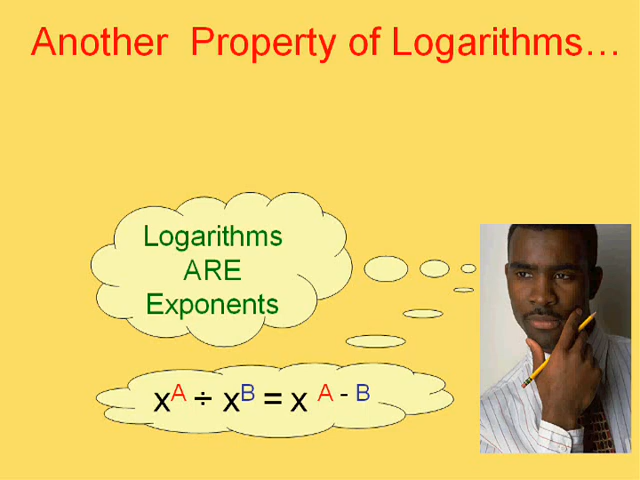 Another Property of Logarithms…
Logarithms
ARE
Exponents
xᴬ ÷ xᴮ = x ᴬ ⁻ ᴮ